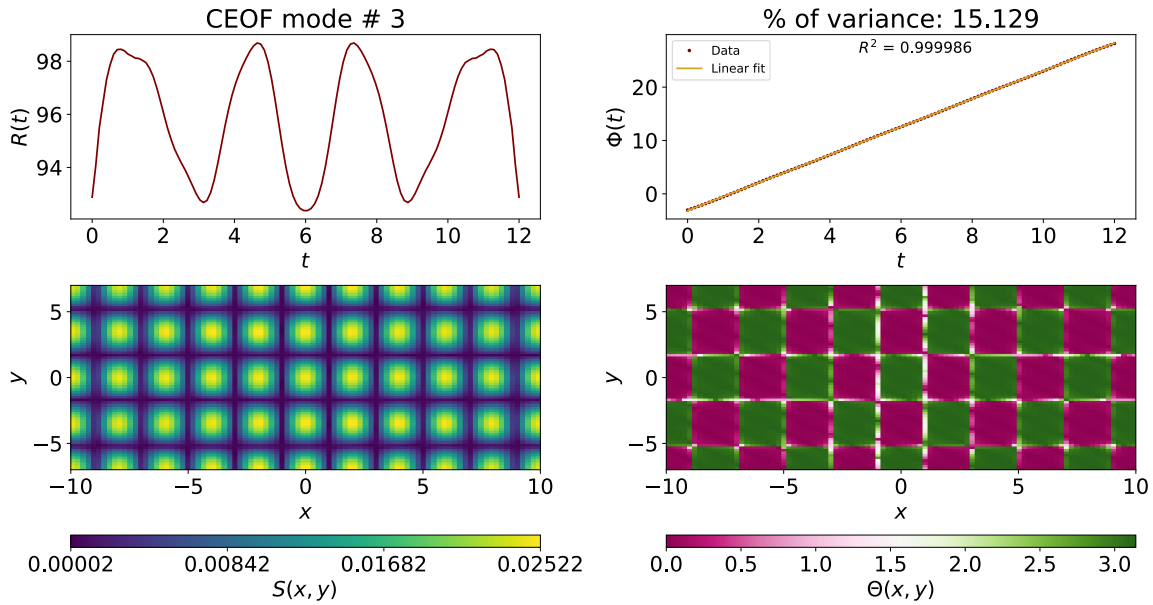 CEOF mode # 3
98
96
94
R(t)
0 2 4 6 8 10 12
t
% of variance: 15.129
Data
Linear fit
R² = 0.999986
20
10
0
Φ(t)
0 2 4 6 8 10 12
t
5
0
−5
y
−10 −5 0 5 10
x
0.00002 0.00842 0.01682 0.02522
S(x, y)
5
0
−5
y
−10 −5 0 5 10
x
0.0 0.5 1.0 1.5 2.0 2.5 3.0
Θ(x, y)